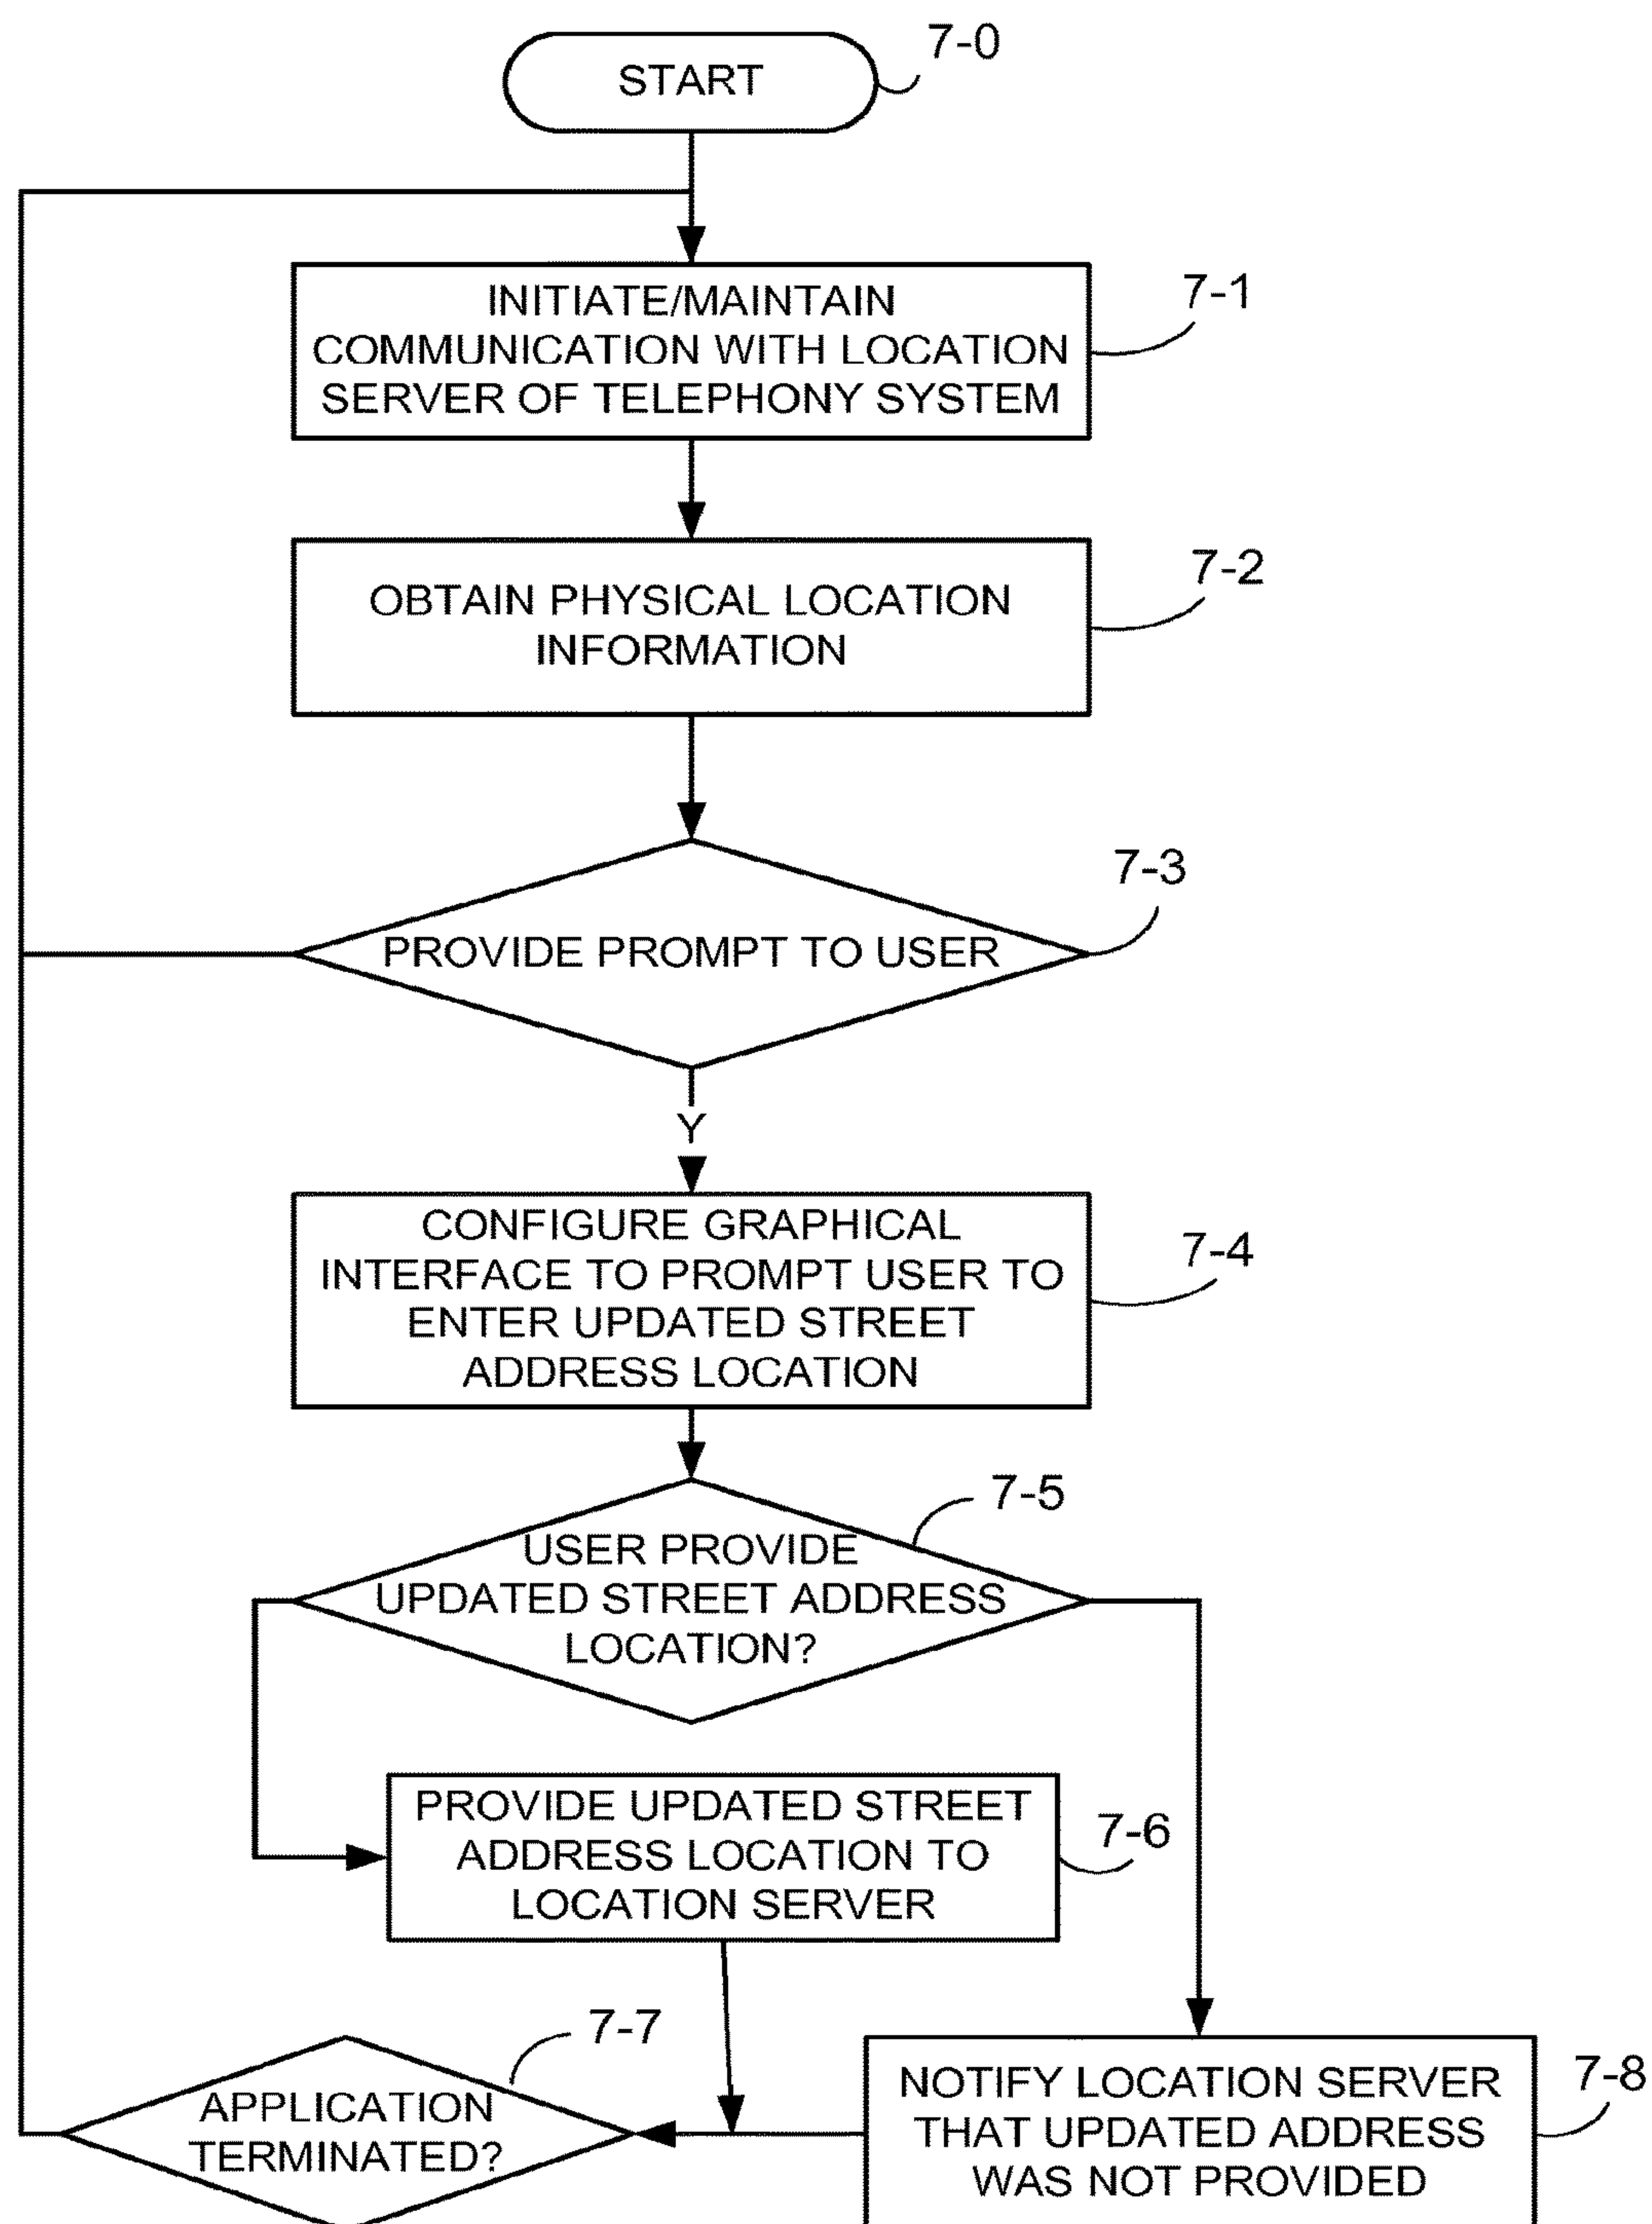 7-0
START
7-1
INITIATE/MAINTAIN
COMMUNICATION WITH LOCATION
SERVER OF TELEPHONY SYSTEM
7-2
OBTAIN PHYSICAL LOCATION
INFORMATION
7-3
PROVIDE PROMPT TO USER
Y
CONFIGURE GRAPHICAL
INTERFACE TO PROMPT USER TO
ENTER UPDATED STREET
ADDRESS LOCATION
7-4
7-5
USER PROVIDE
UPDATED STREET ADDRESS
LOCATION?
PROVIDE UPDATED STREET
ADDRESS LOCATION TO
LOCATION SERVER
7-6
7-7
APPLICATION
TERMINATED?
NOTIFY LOCATION SERVER
THAT UPDATED ADDRESS
WAS NOT PROVIDED
7-8